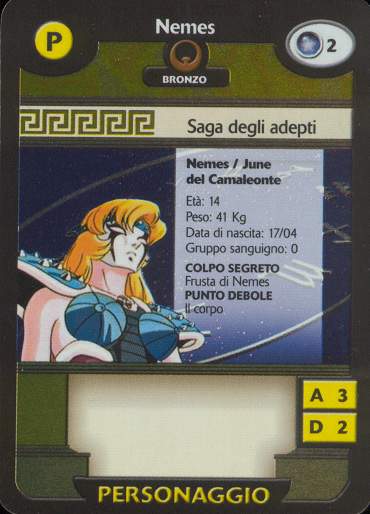 Nemes
P
2
BRONZO
Saga degli adepti
Nemes / June
del Camaleonte
Età: 14
Peso: 41 Kg
Data di nascita: 17/04
Gruppo sanguigno: 0
COLPO SEGRETO
Frusta di Nemes
PUNTO DEBOLE
Il corpo
A 3
D 2
PERSONAGGIO